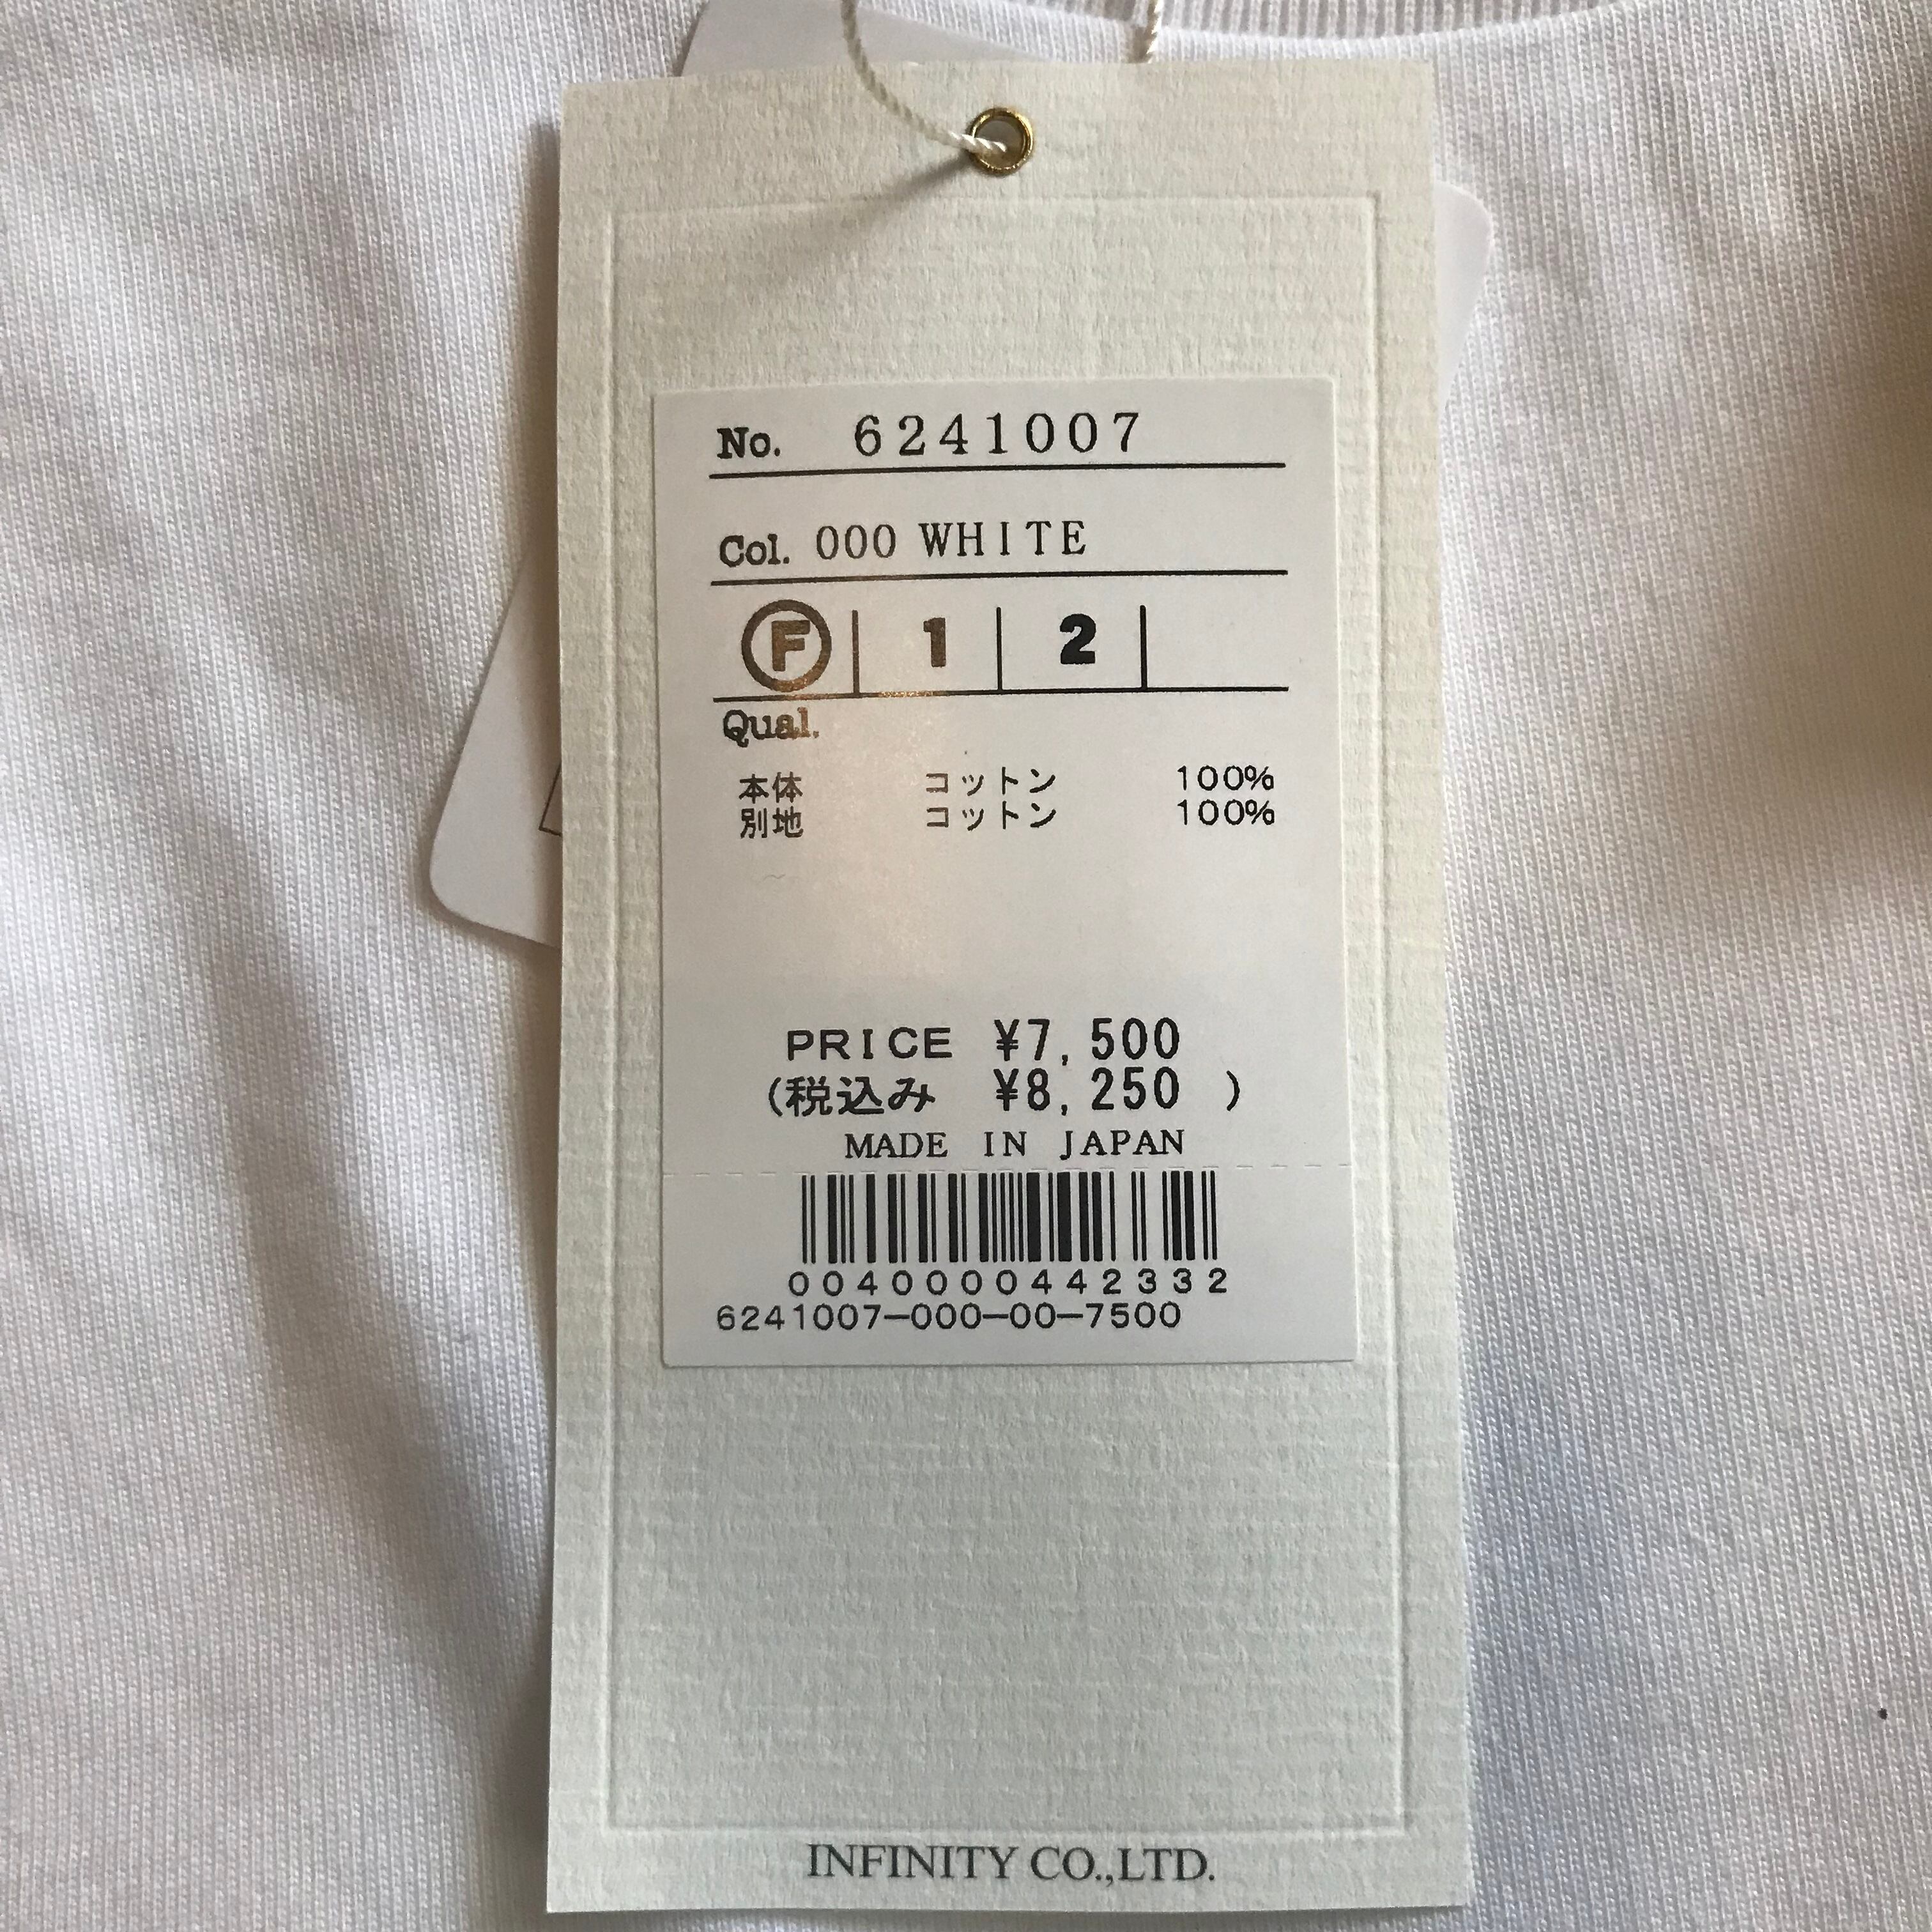 No. 6241007
Col. 000 WHITE
F 1 2
Qual.
本体 コットン 100%
別地 コットン 100%
PRICE ¥7,500
(税込み ¥8,250 )
MADE IN JAPAN
004000442332
6241007-000-00-7500
INFINITY CO.,LTD.